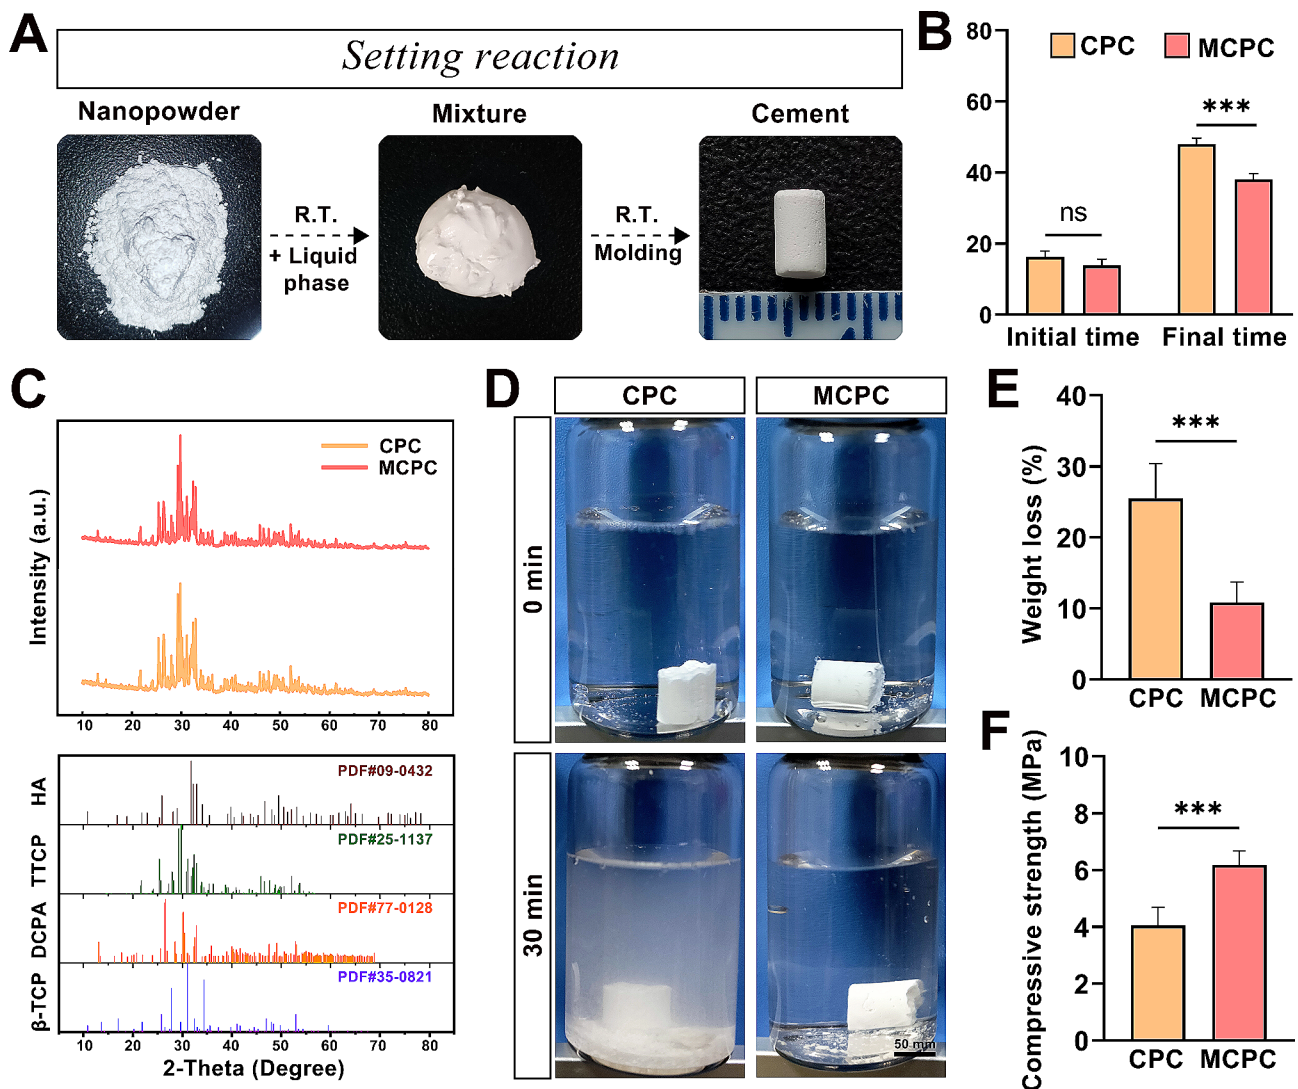 A
Setting reaction
Nanopowder
Mixture
Cement
R.T.
+ Liquid
phase
R.T.
Molding
B
80
60
40
20
0
CPC
MCPC
ns
***
Initial time
Final time
C
Intensity (a.u.)
CPC
MCPC
10 20 30 40 50 60 70 80
HA
PDF#09-0432
TTCP
PDF#25-1137
DCPA
PDF#77-0128
β-TCP
PDF#35-0821
10 20 30 40 50 60 70 80
2-Theta (Degree)
D
CPC
MCPC
0 min
30 min
50 mm
E
Weight loss (%)
40
30
20
10
0
***
CPC MCPC
F
Compressive strength (MPa)
10
8
6
4
2
0
***
CPC MCPC